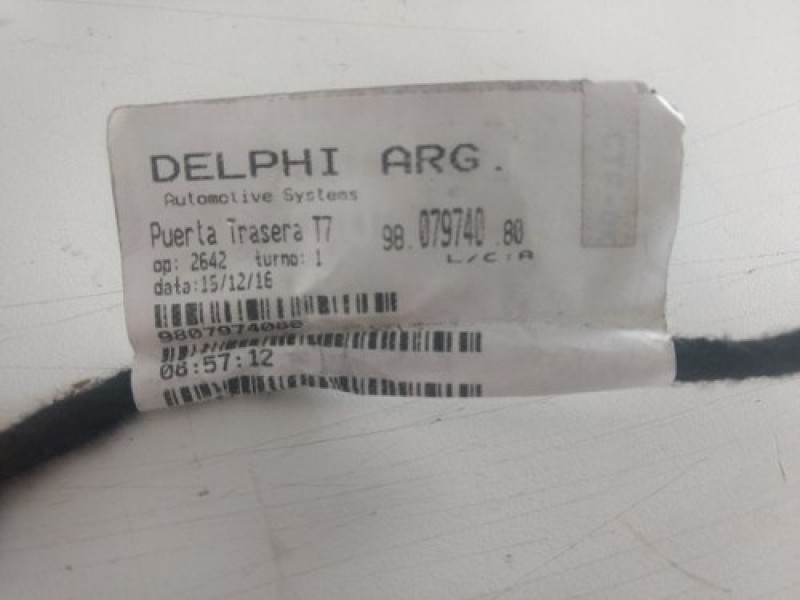 DELPHI ARG.
Automotive Systems
Puerta Trasera T7 98.079740.80
op: 2642 turno: 1 L/C:A
data:15/12/16
9807974080
08:57:12